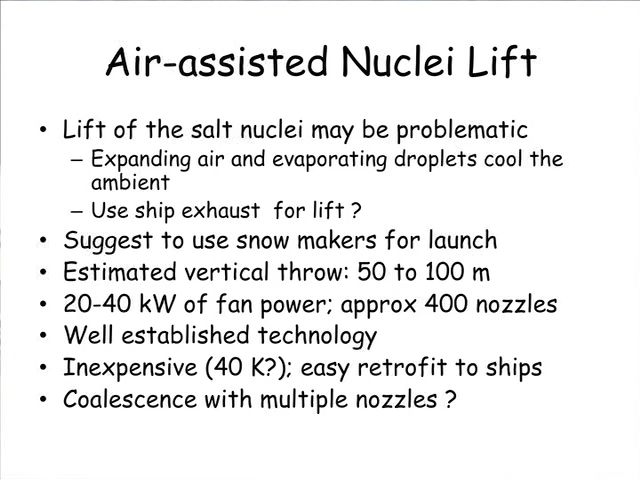 Air-assisted Nuclei Lift
• Lift of the salt nuclei may be problematic
– Expanding air and evaporating droplets cool the
ambient
– Use ship exhaust for lift ?
• Suggest to use snow makers for launch
• Estimated vertical throw: 50 to 100 m
• 20-40 kW of fan power; approx 400 nozzles
• Well established technology
• Inexpensive (40 K?); easy retrofit to ships
• Coalescence with multiple nozzles ?